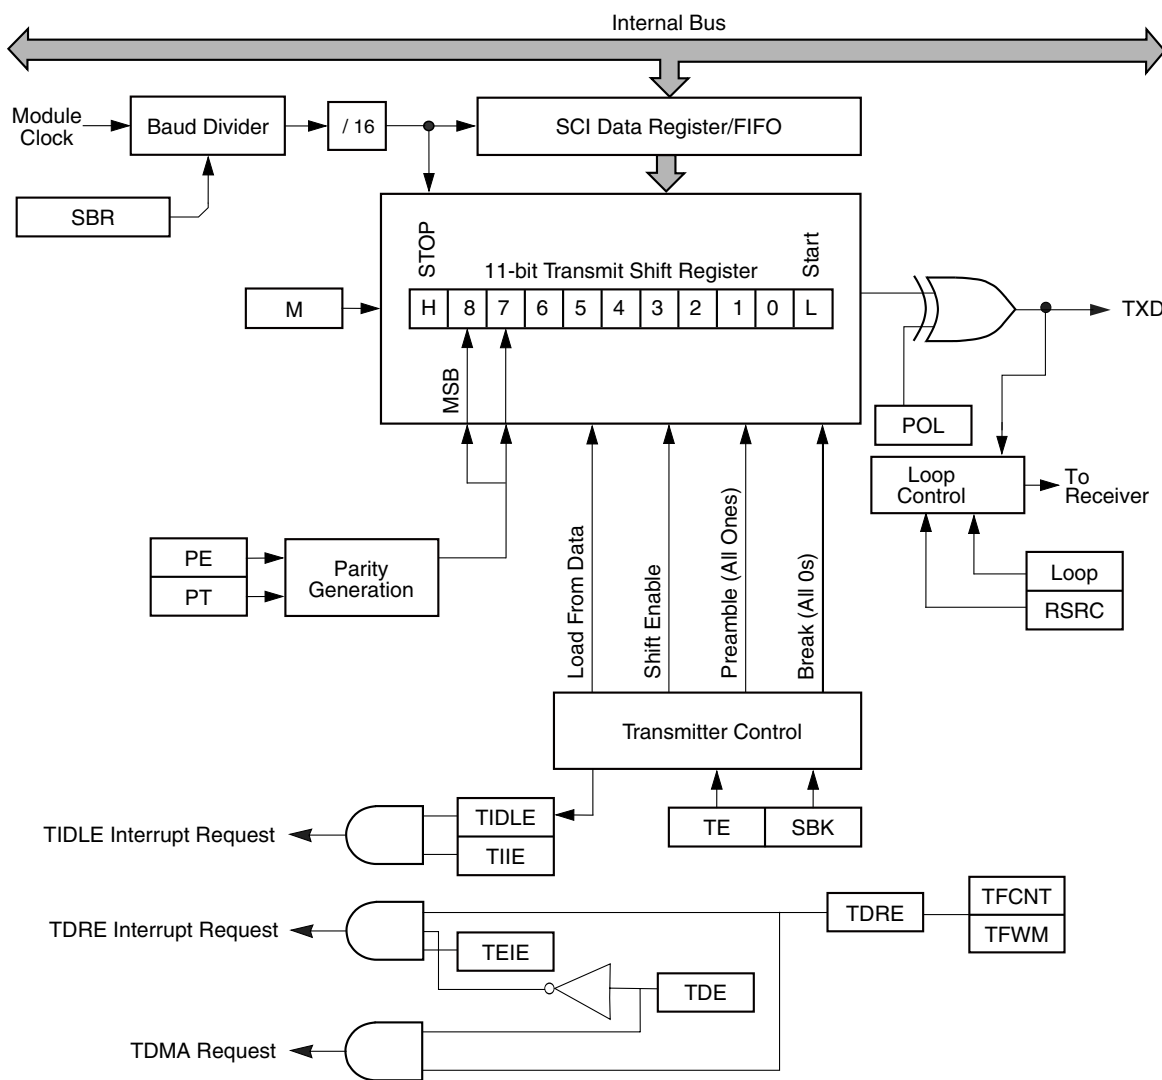 Internal Bus
Module
Clock
Baud Divider
/ 16
SCI Data Register/FIFO
SBR
STOP
11-bit Transmit Shift Register
Start
M
H 8 7 6 5 4 3 2 1 0 L
TXD
MSB
POL
Loop
Control
To
Receiver
PE
PT
Parity
Generation
Load From Data
Shift Enable
Preamble (All Ones)
Break (All 0s)
Loop
RSRC
Transmitter Control
TIDLE Interrupt Request
TIDLE
TIIE
TE
SBK
TDRE Interrupt Request
TEIE
TDRE
TFCNT
TFWM
TDE
TDMA Request